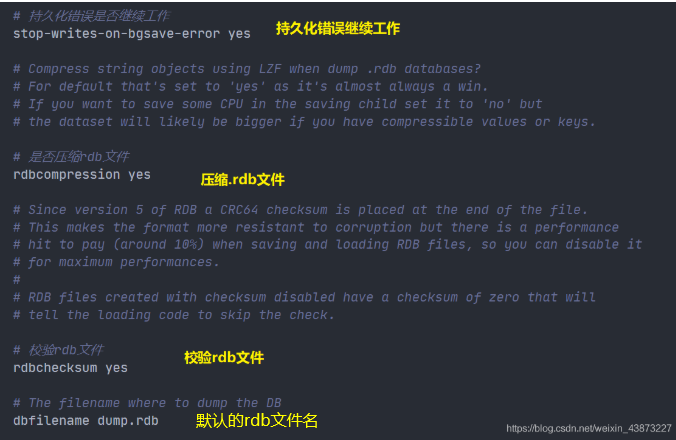 # 持久化错误是否继续工作
stop-writes-on-bgsave-error yes 持久化错误继续工作
# Compress string objects using LZF when dump .rdb databases?
# For default that's set to 'yes' as it's almost always a win.
# If you want to save some CPU in the saving child set it to 'no' but
# the dataset will likely be bigger if you have compressible values or keys.
# 是否压缩rdb文件
rdbcompression yes 压缩.rdb文件
# Since version 5 of RDB a CRC64 checksum is placed at the end of the file.
# This makes the format more resistant to corruption but there is a performance
# hit to pay (around 10%) when saving and loading RDB files, so you can disable it
# for maximum performances.
#
# RDB files created with checksum disabled have a checksum of zero that will
# tell the loading code to skip the check.
# 校验rdb文件
rdbchecksum yes 校验rdb文件
# The filename where to dump the DB
dbfilename dump.rdb 默认的rdb文件名
https://blog.csdn.net/weixin_43873227